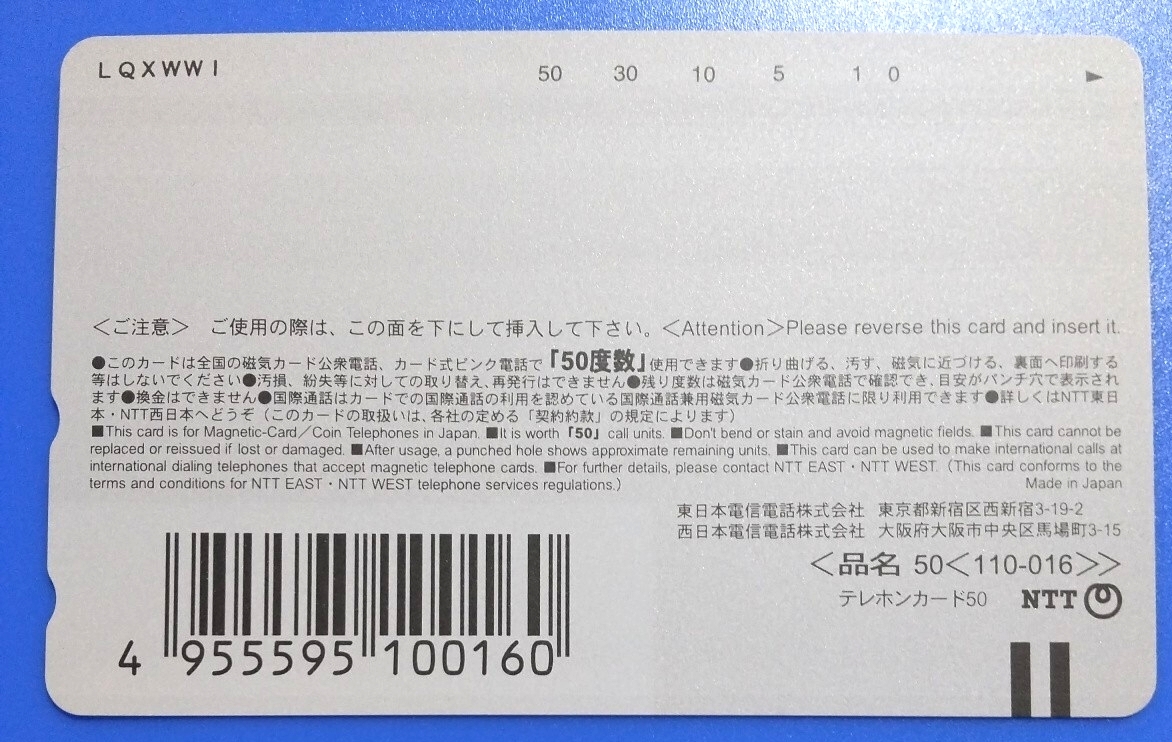 LQXWWI 50 30 10 5 1 0 ►
＜ご注意＞ ご使用の際は、この面を下にして挿入して下さい。＜Attention＞Please reverse this card and insert it.
●このカードは全国の磁気カード公衆電話、カード式ピンク電話で「50度数」使用できます●折り曲げる、汚す、磁気に近づける、裏面へ印刷する
等はしないでください●汚損、紛失等に対しての取り替え、再発行はできません●残り度数は磁気カード公衆電話で確認でき、目安がパンチ穴で表示されま
す●換金はできません●国際通話はカードでの国際通話の利用を認めている国際通話兼用磁気カード公衆電話に限り利用できます●詳しくはNTT東日
本・NTT西日本へどうぞ（このカードの取扱いは、各社の定める「契約約款」の規定によります）
■This card is for Magnetic-Card／Coin Telephones in Japan. ■It is worth「50」call units. ■Don't bend or stain and avoid magnetic fields. ■This card cannot be
replaced or reissued if lost or damaged. ■After usage, a punched hole shows approximate remaining units. ■This card can be used to make international calls at
international dialing telephones that accept magnetic telephone cards. ■For further details, please contact NTT EAST・NTT WEST.（This card conforms to the
terms and conditions for NTT EAST・NTT WEST telephone services regulations.） Made in Japan
東日本電信電話株式会社 東京都新宿区西新宿3-19-2
西日本電信電話株式会社 大阪府大阪市中央区馬場町3-15
＜品名 50＜110-016＞＞
テレホンカード50 NTT
4 955595 100160